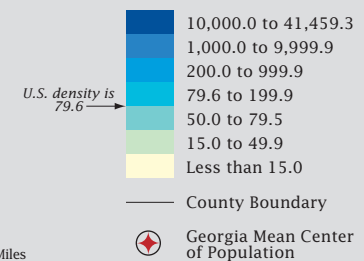 10,000.0 to 41,459.3
1,000.0 to 9,999.9
200.0 to 999.9
U.S. density is
79.6
79.6 to 199.9
50.0 to 79.5
15.0 to 49.9
Less than 15.0
County Boundary
Georgia Mean Center
of Population
Miles